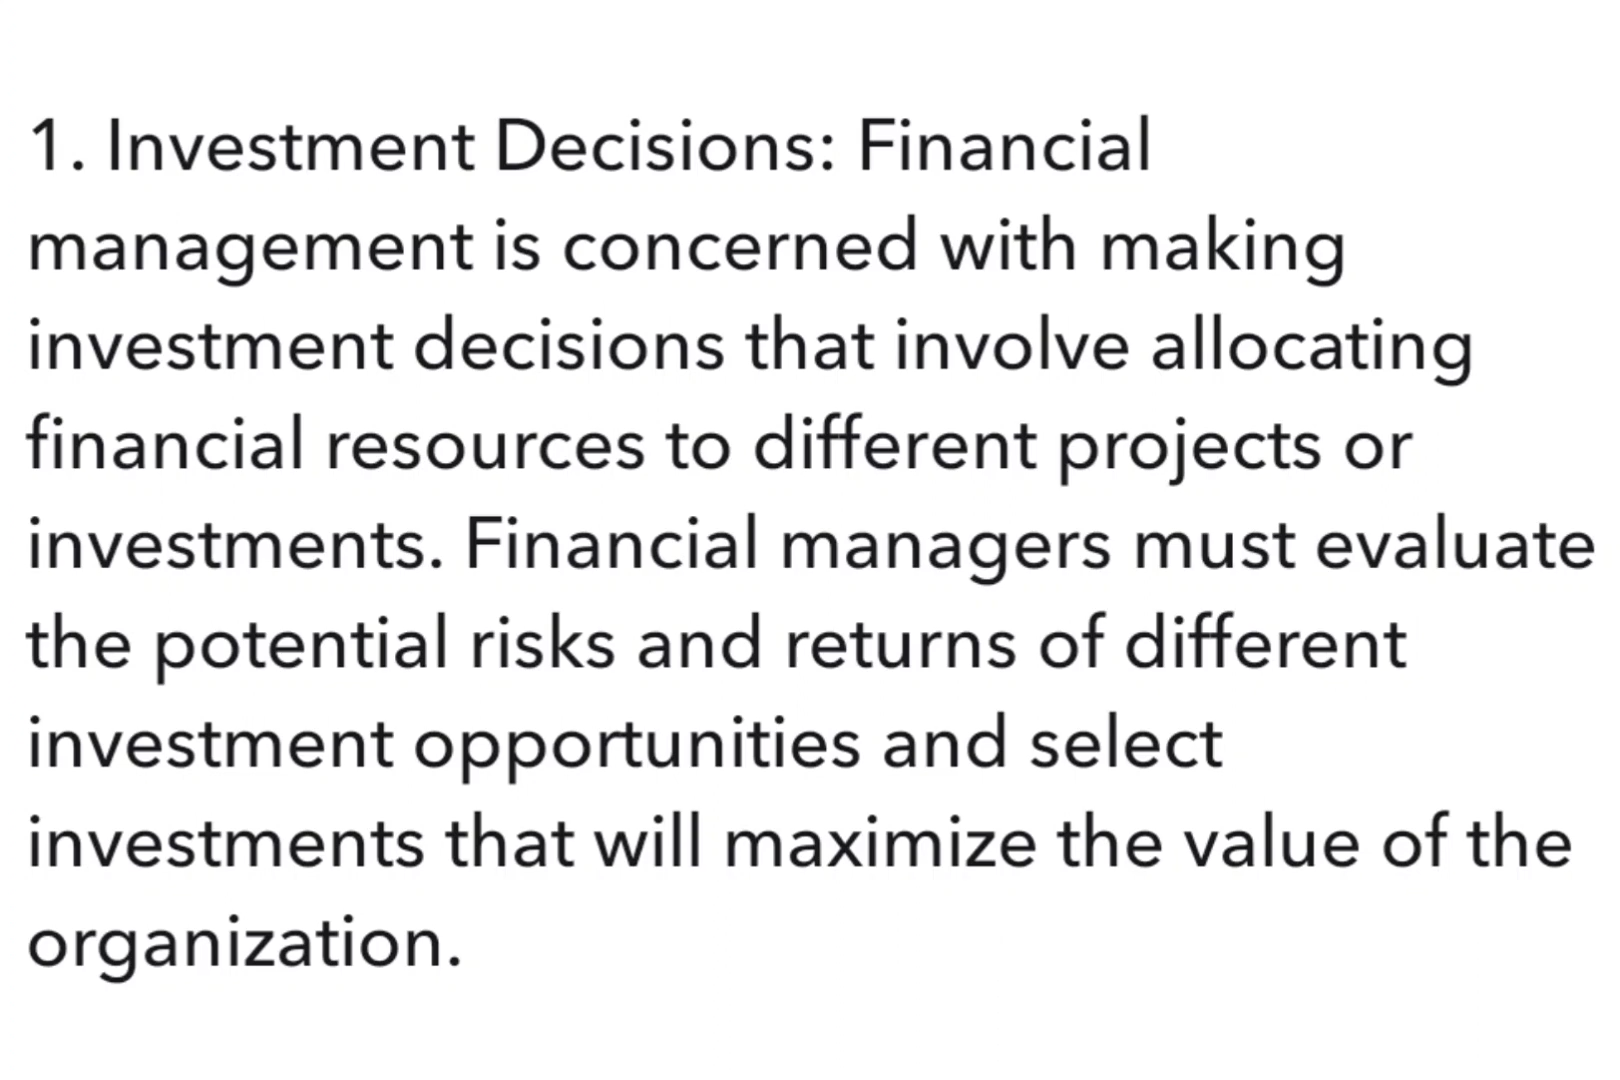 1. Investment Decisions: Financial
management is concerned with making
investment decisions that involve allocating
financial resources to different projects or
investments. Financial managers must evaluate
the potential risks and returns of different
investment opportunities and select
investments that will maximize the value of the
organization.